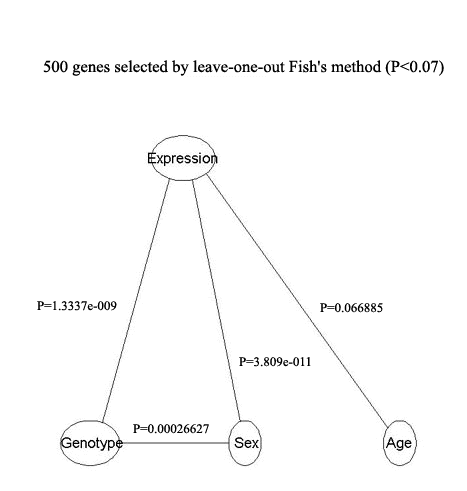 500 genes selected by leave-one-out Fish's method (P<0.07)
Expression
P=1.3337e-009
P=0.066885
P=3.809e-011
P=0.00026627
Genotype
Sex
Age